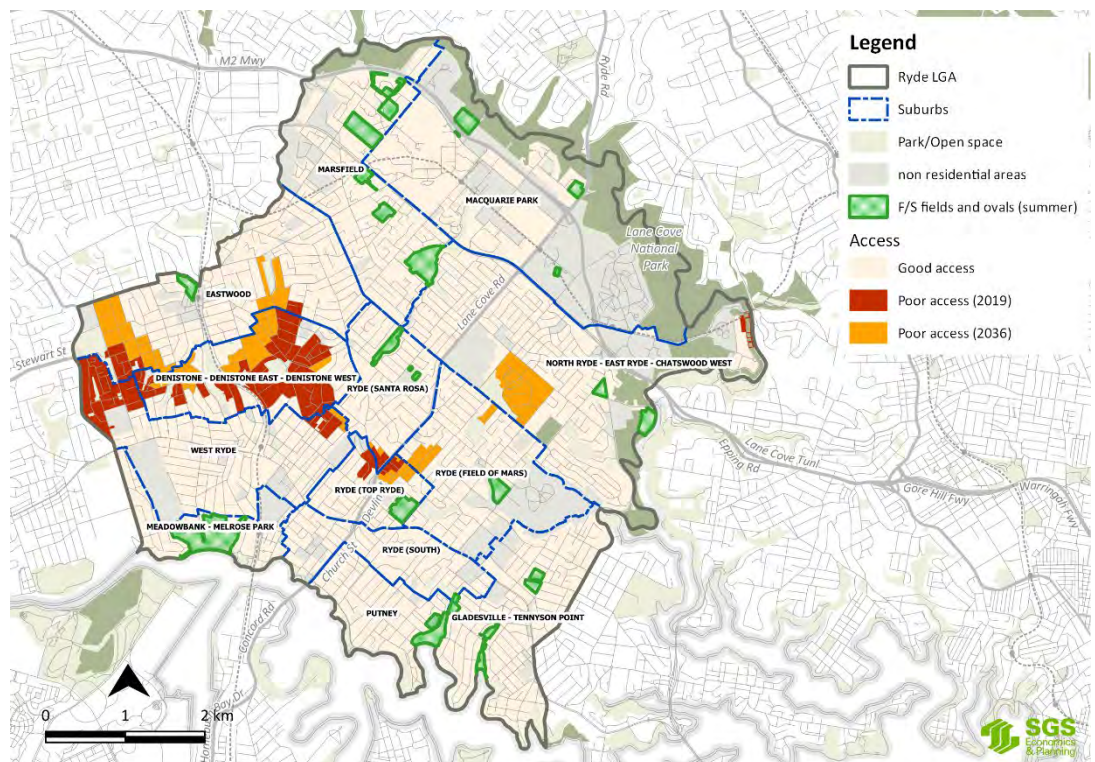 Legend
Ryde LGA
Suburbs
Park/Open space
non residential areas
F/S fields and ovals (summer)
Access
Good access
Poor access (2019)
Poor access (2036)
M2 Mwy
Ryde Rd
MARSFIELD
MACQUARIE PARK
Lane Cove
National
Park
EASTWOOD
Lane Cove Rd
Stewart St
NORTH RYDE - EAST RYDE - CHATSWOOD WEST
DENISTONE - DENISTONE EAST - DENISTONE WEST
RYDE (SANTA ROSA)
WEST RYDE
RYDE (FIELD OF MARS)
Lane Cove Tunl
Epping Rd
Gore Hill Fwy
Warringah Fwy
RYDE (TOP RYDE)
Devlin
MEADOWBANK - MELROSE PARK
RYDE (SOUTH)
Church St
PUTNEY
GLADESVILLE - TENNYSON POINT
Concord Rd
Bay Dr
0 1 2 km
SGS
Economics
& Planning